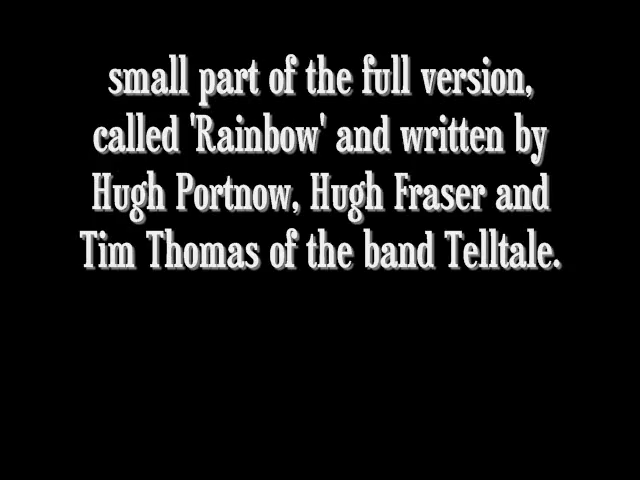 small part of the full version,
called 'Rainbow' and written by
Hugh Portnow, Hugh Fraser and
Tim Thomas of the band Telltale.